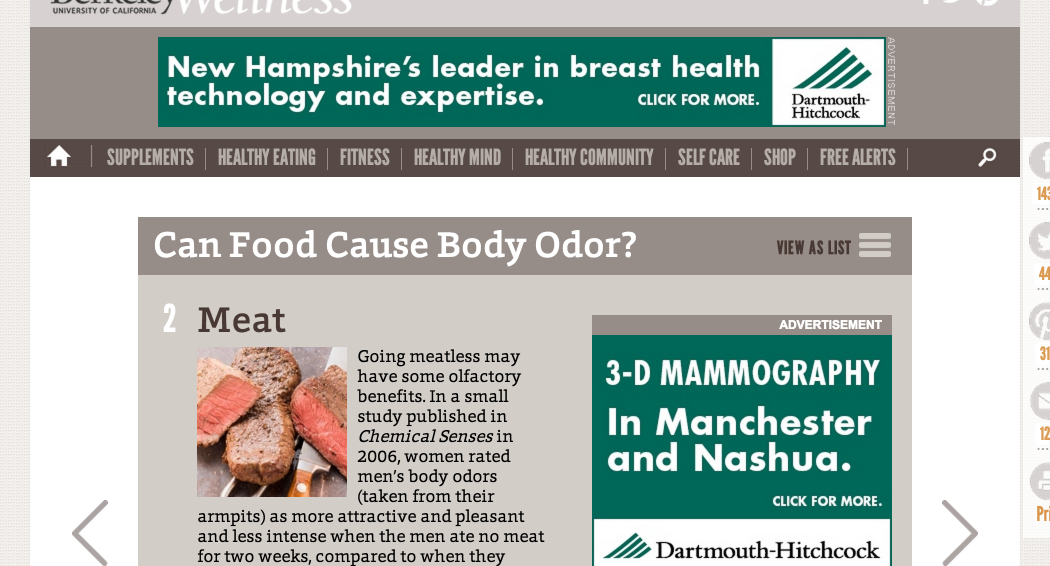 Berkeley Wellness
UNIVERSITY OF CALIFORNIA
New Hampshire's leader in breast health
technology and expertise.
CLICK FOR MORE.
Dartmouth-
Hitchcock
ADVERTISEMENT
SUPPLEMENTS HEALTHY EATING FITNESS HEALTHY MIND HEALTHY COMMUNITY SELF CARE SHOP FREE ALERTS
Can Food Cause Body Odor?
VIEW AS LIST
2 Meat
Going meatless may
have some olfactory
benefits. In a small
study published in
Chemical Senses in
2006, women rated
men's body odors
(taken from their
armpits) as more attractive and pleasant
and less intense when the men ate no meat
for two weeks, compared to when they
ADVERTISEMENT
3-D MAMMOGRAPHY
In Manchester
and Nashua.
CLICK FOR MORE.
Dartmouth-Hitchcock